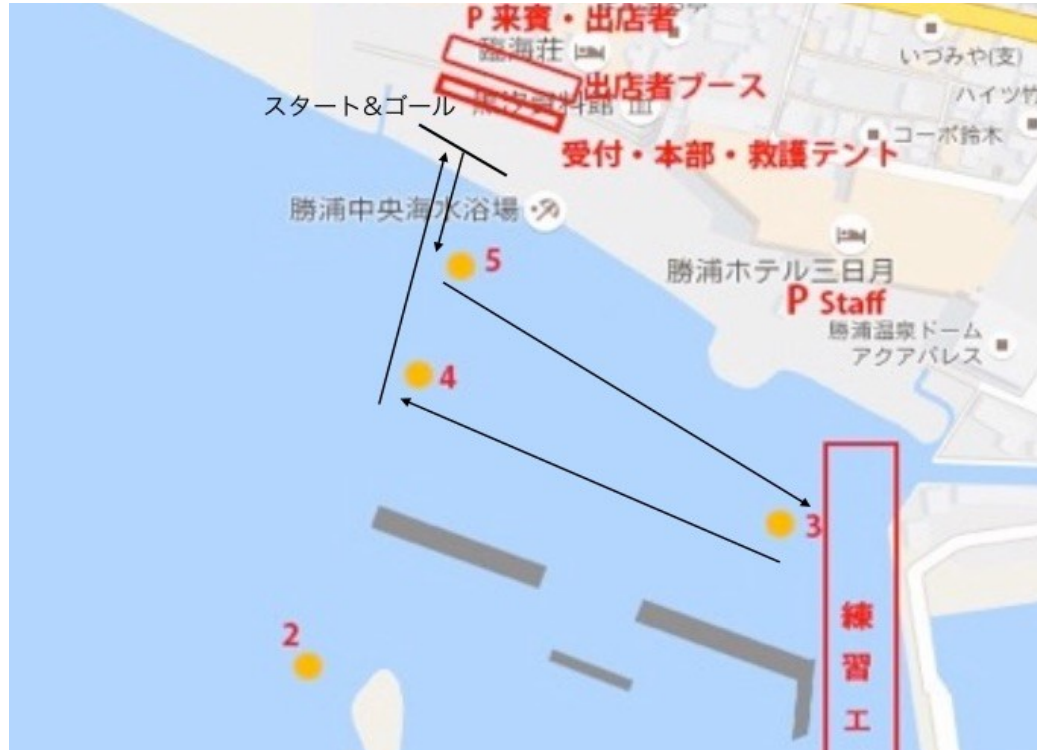 P 来賓・出店者
臨海荘
いづみや(支)
出店者ブース
ハイツ竹
スタート&ゴール
コーポ鈴木
受付・本部・救護テント
勝浦中央海水浴場
5
勝浦ホテル三日月
P Staff
勝浦温泉ドーム
アクアパレス
4
3
練
習
エ
2